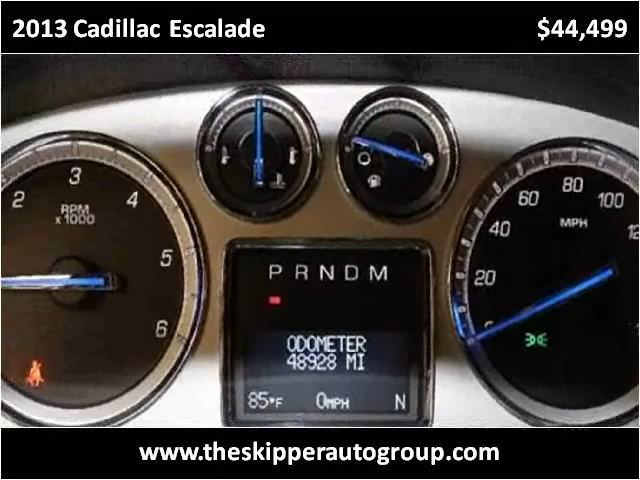 2013 Cadillac Escalade $44,499
2 3 4 5 6
RPM
x 1000
20 40 60 80 100
MPH
P R N D M
ODOMETER
48928 MI
85°F 0MPH N
www.theskipperautogroup.com